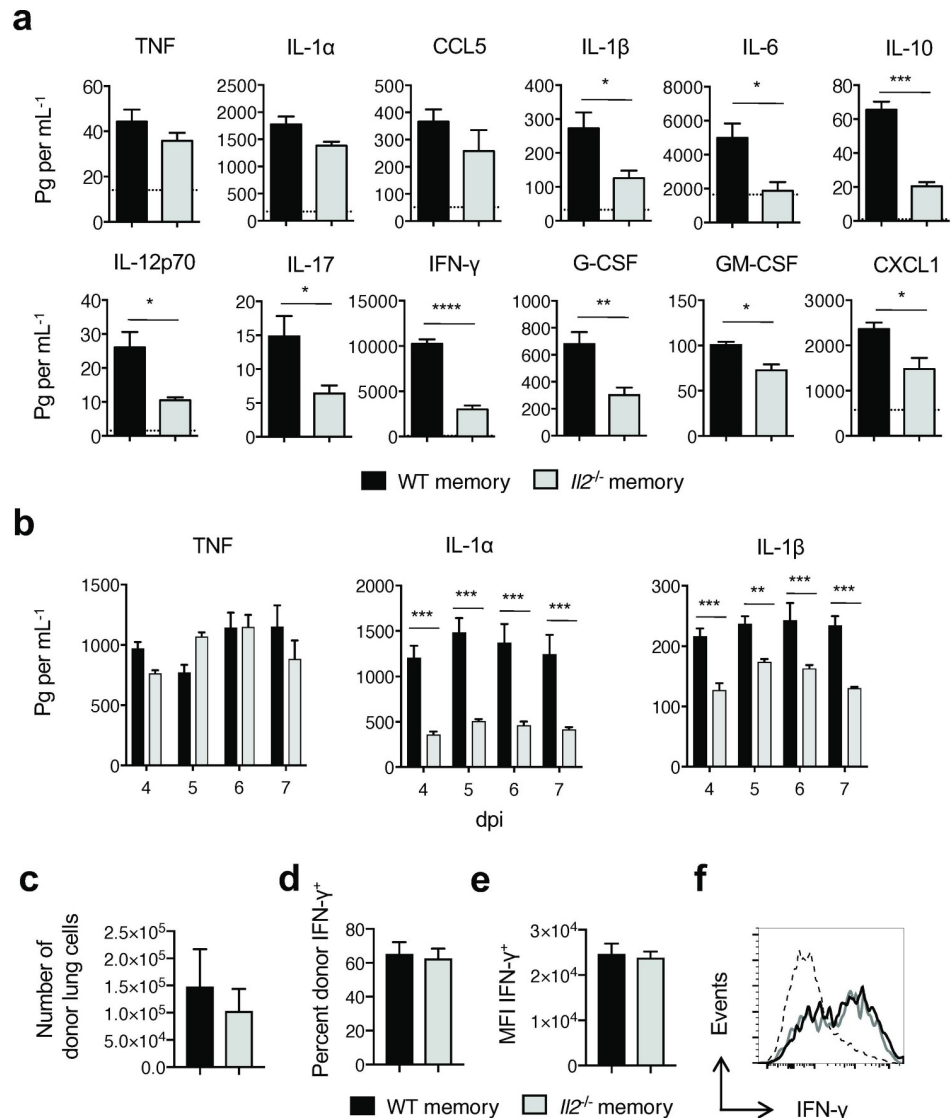 a
TNF IL-1α CCL5 IL-1β IL-6 IL-10
Pg per mL-1
60 40 20 0
2000 1750 1500 1250 1000 750 500 250 0
500 400 300 200 100 50
400 300 200 100 0 *
8000 6000 4000 2000 0 *
80 60 40 20 0 ***
IL-12p70 IL-17 IFN-γ G-CSF GM-CSF CXCL1
Pg per mL-1
40 30 20 10 0 *
20 15 10 5 0 *
15000 10000 5000 0 ****
1000 800 600 400 200 0 **
150 100 50 0 *
3000 2000 1000 0 *
WT memory Il2-/- memory
b
TNF IL-1α IL-1β
Pg per mL-1
1500 1000 500 0
2000 1500 1000 500 0 *** *** *** ***
300 200 100 0 *** ** *** ***
4 5 6 7 4 5 6 7 4 5 6 7
dpi
c
Number of
donor lung cells
2.5×10⁵
2.0×10⁵
1.5×10⁵
1.0×10⁵
5.0×10⁴
0.0
d
Percent donor IFN-γ+
80 60 40 20 0
e
MFI IFN-γ+
3×10⁴
2×10⁴
1×10⁴
0
WT memory Il2-/- memory
f
Events
IFN-γ